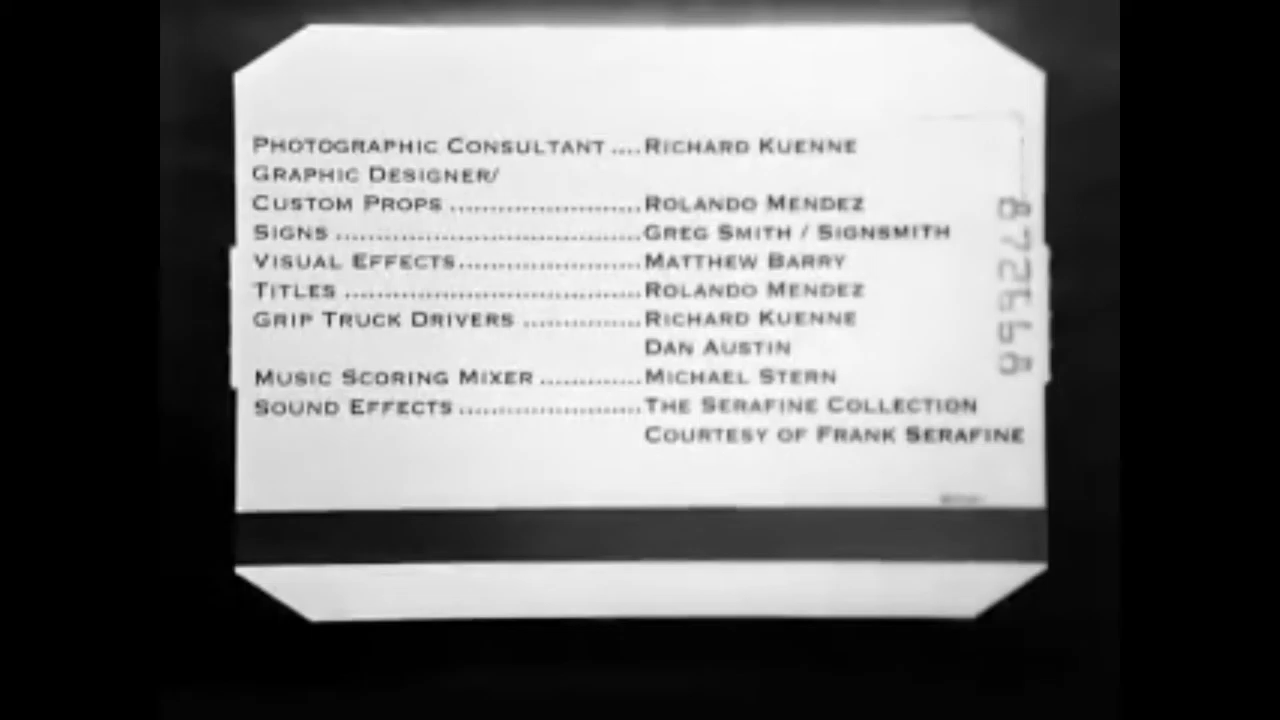 PHOTOGRAPHIC CONSULTANT ....RICHARD KUENNE
GRAPHIC DESIGNER/
CUSTOM PROPS .......................ROLANDO MENDEZ
SIGNS .....................................GREG SMITH / SIGNSMITH
VISUAL EFFECTS......................MATTHEW BARRY
TITLES ....................................ROLANDO MENDEZ
GRIP TRUCK DRIVERS ..............RICHARD KUENNE
DAN AUSTIN
MUSIC SCORING MIXER ............MICHAEL STERN
SOUND EFFECTS ......................THE SERAFINE COLLECTION
COURTESY OF FRANK SERAFINE